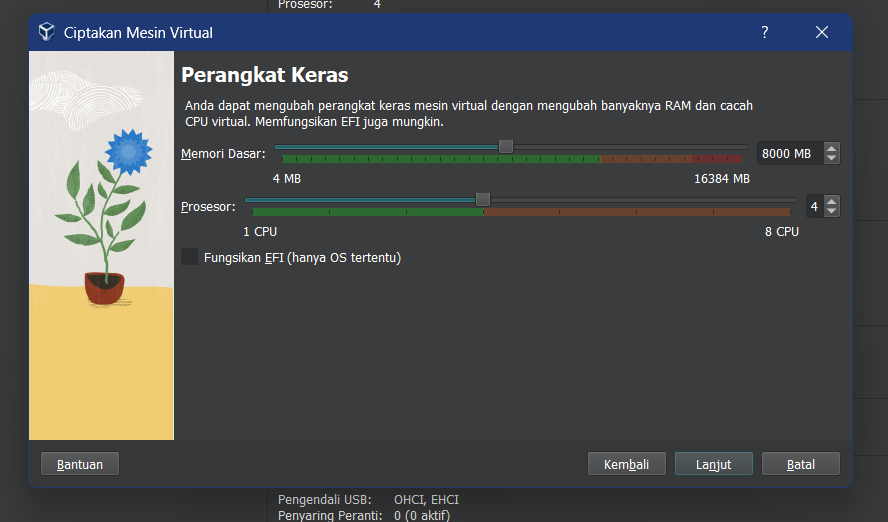 Prosesor: 4
Ciptakan Mesin Virtual
?
Perangkat Keras
Anda dapat mengubah perangkat keras mesin virtual dengan mengubah banyaknya RAM dan cacah
CPU virtual. Memfungsikan EFI juga mungkin.
Memori Dasar: 8000 MB
4 MB 16384 MB
Prosesor: 4
1 CPU 8 CPU
Fungsikan EFI (hanya OS tertentu)
Bantuan Kembali Lanjut Batal
Pengendali USB: OHCI, EHCI
Penyaring Peranti: 0 (0 aktif)